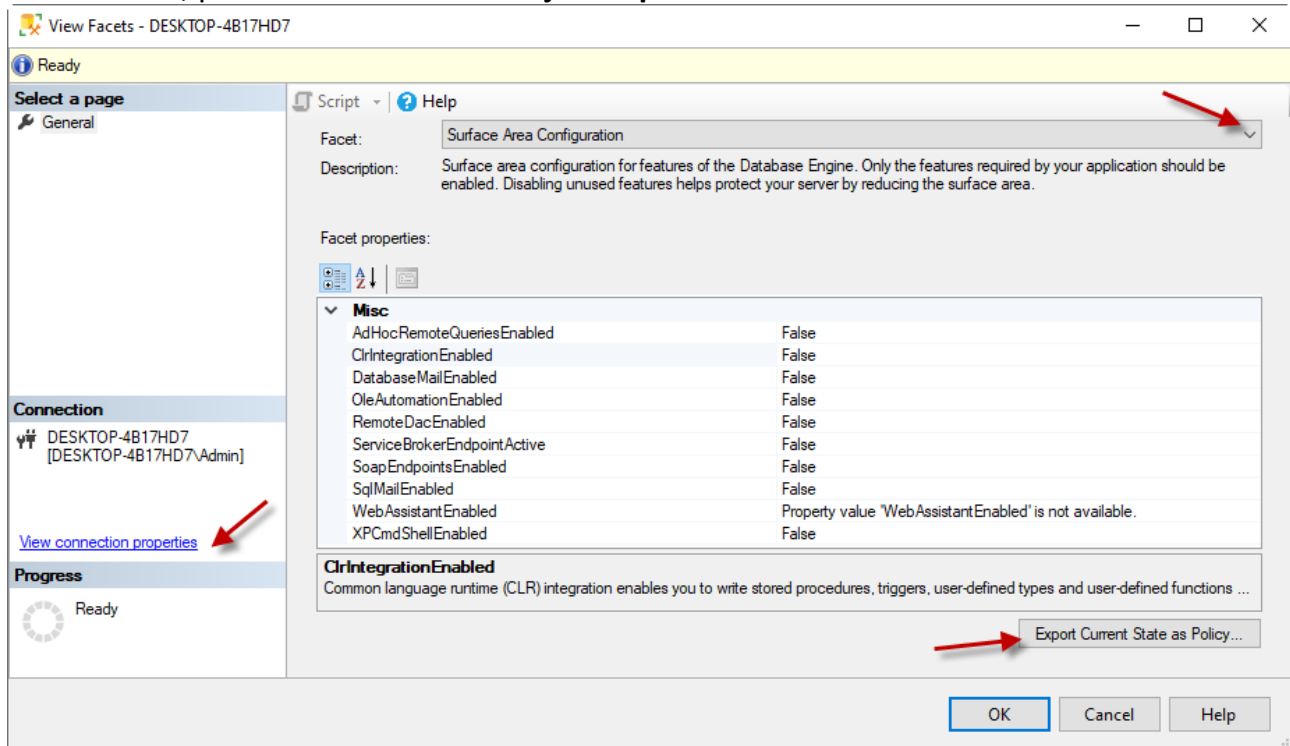 View Facets - DESKTOP-4B17HD7
Ready
Select a page
General
Script
Help
Facet:
Surface Area Configuration
Description:
Surface area configuration for features of the Database Engine. Only the features required by your application should be
enabled. Disabling unused features helps protect your server by reducing the surface area.
Facet properties:
Misc
AdHocRemoteQueriesEnabled False
ClrIntegrationEnabled False
DatabaseMailEnabled False
OleAutomationEnabled False
RemoteDacEnabled False
ServiceBrokerEndpointActive False
SoapEndpointsEnabled False
SqlMailEnabled False
WebAssistantEnabled Property value 'WebAssistantEnabled' is not available.
XPCmdShellEnabled False
ClrIntegrationEnabled
Common language runtime (CLR) integration enables you to write stored procedures, triggers, user-defined types and user-defined functions ...
Connection
DESKTOP-4B17HD7
[DESKTOP-4B17HD7\Admin]
View connection properties
Progress
Ready
Export Current State as Policy...
OK
Cancel
Help